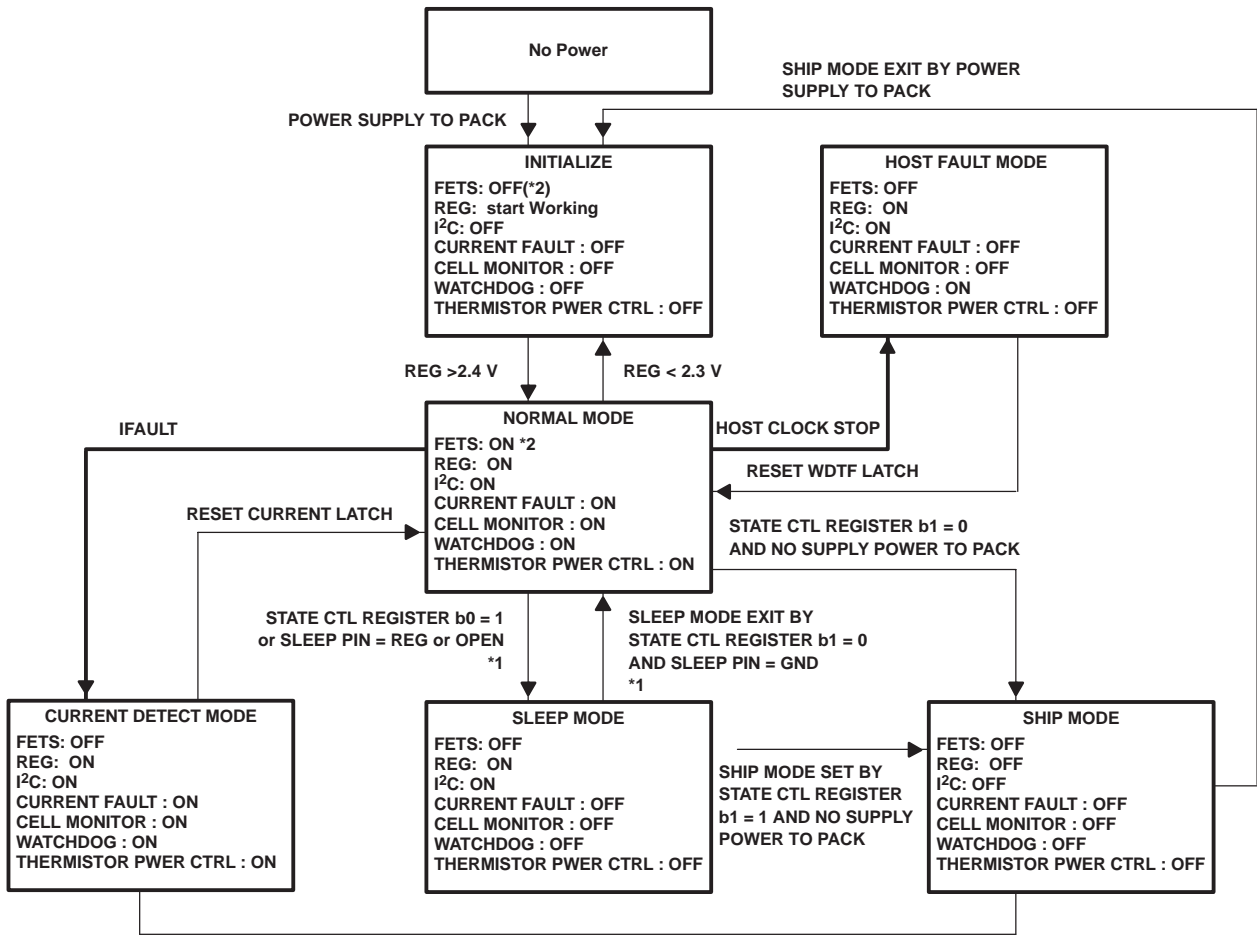 No Power
SHIP MODE EXIT BY POWER
SUPPLY TO PACK
POWER SUPPLY TO PACK
INITIALIZE
FETS: OFF(*2)
REG: start Working
I²C: OFF
CURRENT FAULT : OFF
CELL MONITOR : OFF
WATCHDOG : OFF
THERMISTOR PWER CTRL : OFF
HOST FAULT MODE
FETS: OFF
REG: ON
I²C: ON
CURRENT FAULT : OFF
CELL MONITOR : OFF
WATCHDOG : ON
THERMISTOR PWER CTRL : OFF
REG >2.4 V
REG < 2.3 V
IFAULT
NORMAL MODE
FETS: ON *2
REG: ON
I²C: ON
CURRENT FAULT : ON
CELL MONITOR : ON
WATCHDOG : ON
THERMISTOR PWER CTRL : ON
HOST CLOCK STOP
RESET WDTF LATCH
RESET CURRENT LATCH
STATE CTL REGISTER b1 = 0
AND NO SUPPLY POWER TO PACK
STATE CTL REGISTER b0 = 1
or SLEEP PIN = REG or OPEN
*1
SLEEP MODE EXIT BY
STATE CTL REGISTER b1 = 0
AND SLEEP PIN = GND
*1
CURRENT DETECT MODE
FETS: OFF
REG: ON
I²C: ON
CURRENT FAULT : ON
CELL MONITOR : ON
WATCHDOG : ON
THERMISTOR PWER CTRL : ON
SLEEP MODE
FETS: OFF
REG: ON
I²C: ON
CURRENT FAULT : OFF
CELL MONITOR : OFF
WATCHDOG : OFF
THERMISTOR PWER CTRL : OFF
SHIP MODE SET BY
STATE CTL REGISTER
b1 = 1 AND NO SUPPLY
POWER TO PACK
SHIP MODE
FETS: OFF
REG: OFF
I²C: OFF
CURRENT FAULT : OFF
CELL MONITOR : OFF
WATCHDOG : OFF
THERMISTOR PWER CTRL : OFF